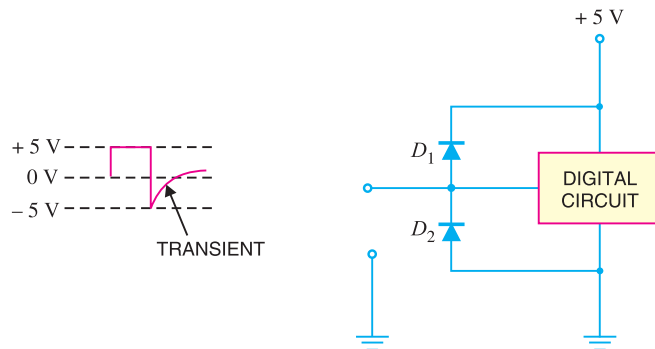 + 5 V
0 V
– 5 V
TRANSIENT
+ 5 V
D1
D2
DIGITAL
CIRCUIT